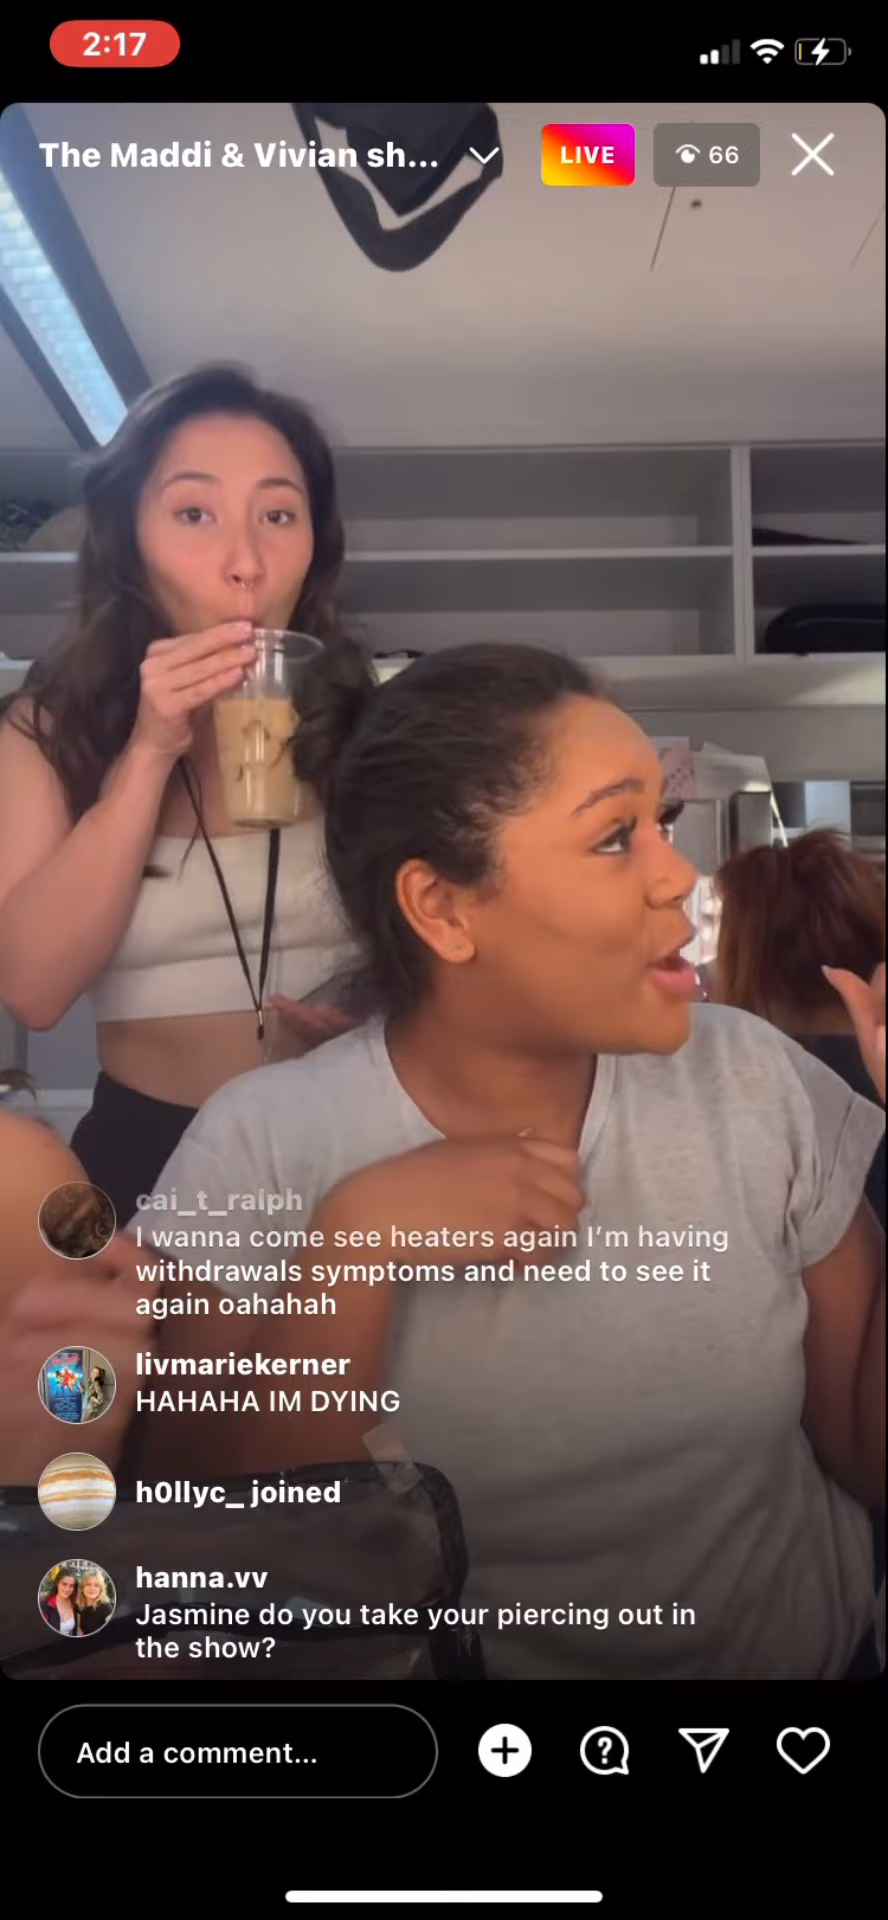 2:17
The Maddi & Vivian sh...
LIVE
66
cai_t_ralph
I wanna come see heaters again I'm having
withdrawals symptoms and need to see it
again oahahah
livmariekerner
HAHAHA IM DYING
h0llyc_ joined
hanna.vv
Jasmine do you take your piercing out in
the show?
Add a comment...